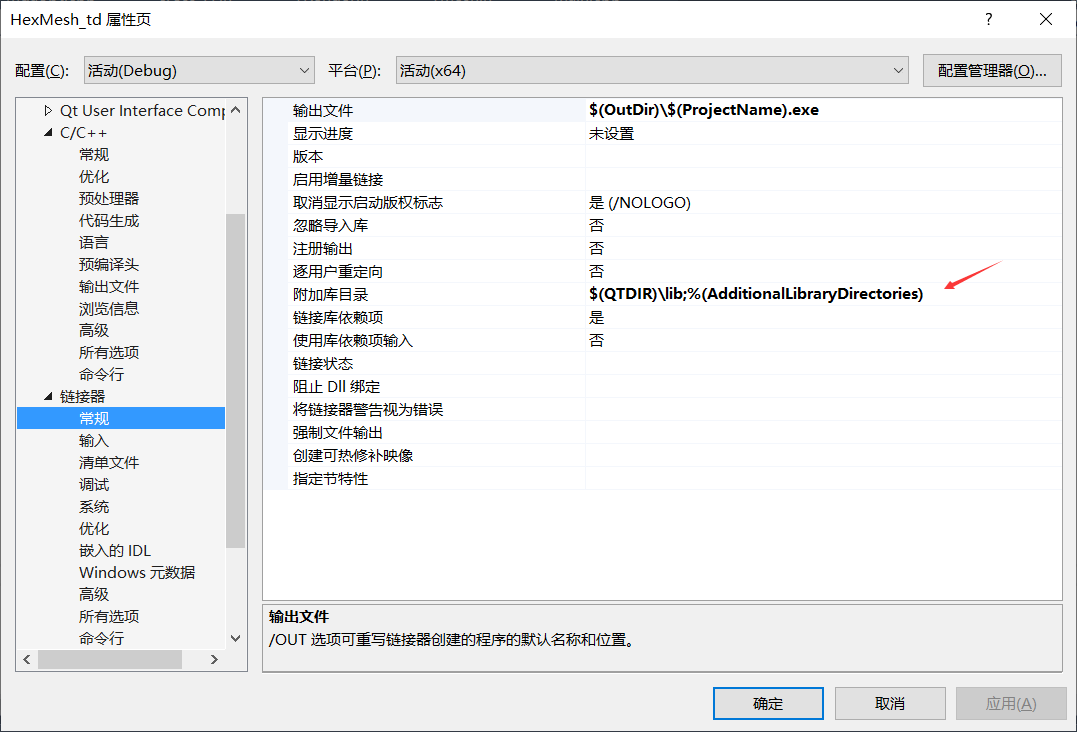 HexMesh_td 属性页
配置(C): 活动(Debug) 平台(P): 活动(x64) 配置管理器(O)...
Qt User Interface Comp
C/C++
常规
优化
预处理器
代码生成
语言
预编译头
输出文件
浏览信息
高级
所有选项
命令行
链接器
常规
输入
清单文件
调试
系统
优化
嵌入的 IDL
Windows 元数据
高级
所有选项
命令行
输出文件 $(OutDir)\$(ProjectName).exe
显示进度 未设置
版本
启用增量链接
取消显示启动版权标志 是 (/NOLOGO)
忽略导入库 否
注册输出 否
逐用户重定向 否
附加库目录 $(QTDIR)\lib;%(AdditionalLibraryDirectories)
链接库依赖项 是
使用库依赖项输入 否
链接状态
阻止 Dll 绑定
将链接器警告视为错误
强制文件输出
创建可热修补映像
指定节特性
输出文件
/OUT 选项可重写链接器创建的程序的默认名称和位置。
确定 取消 应用(A)